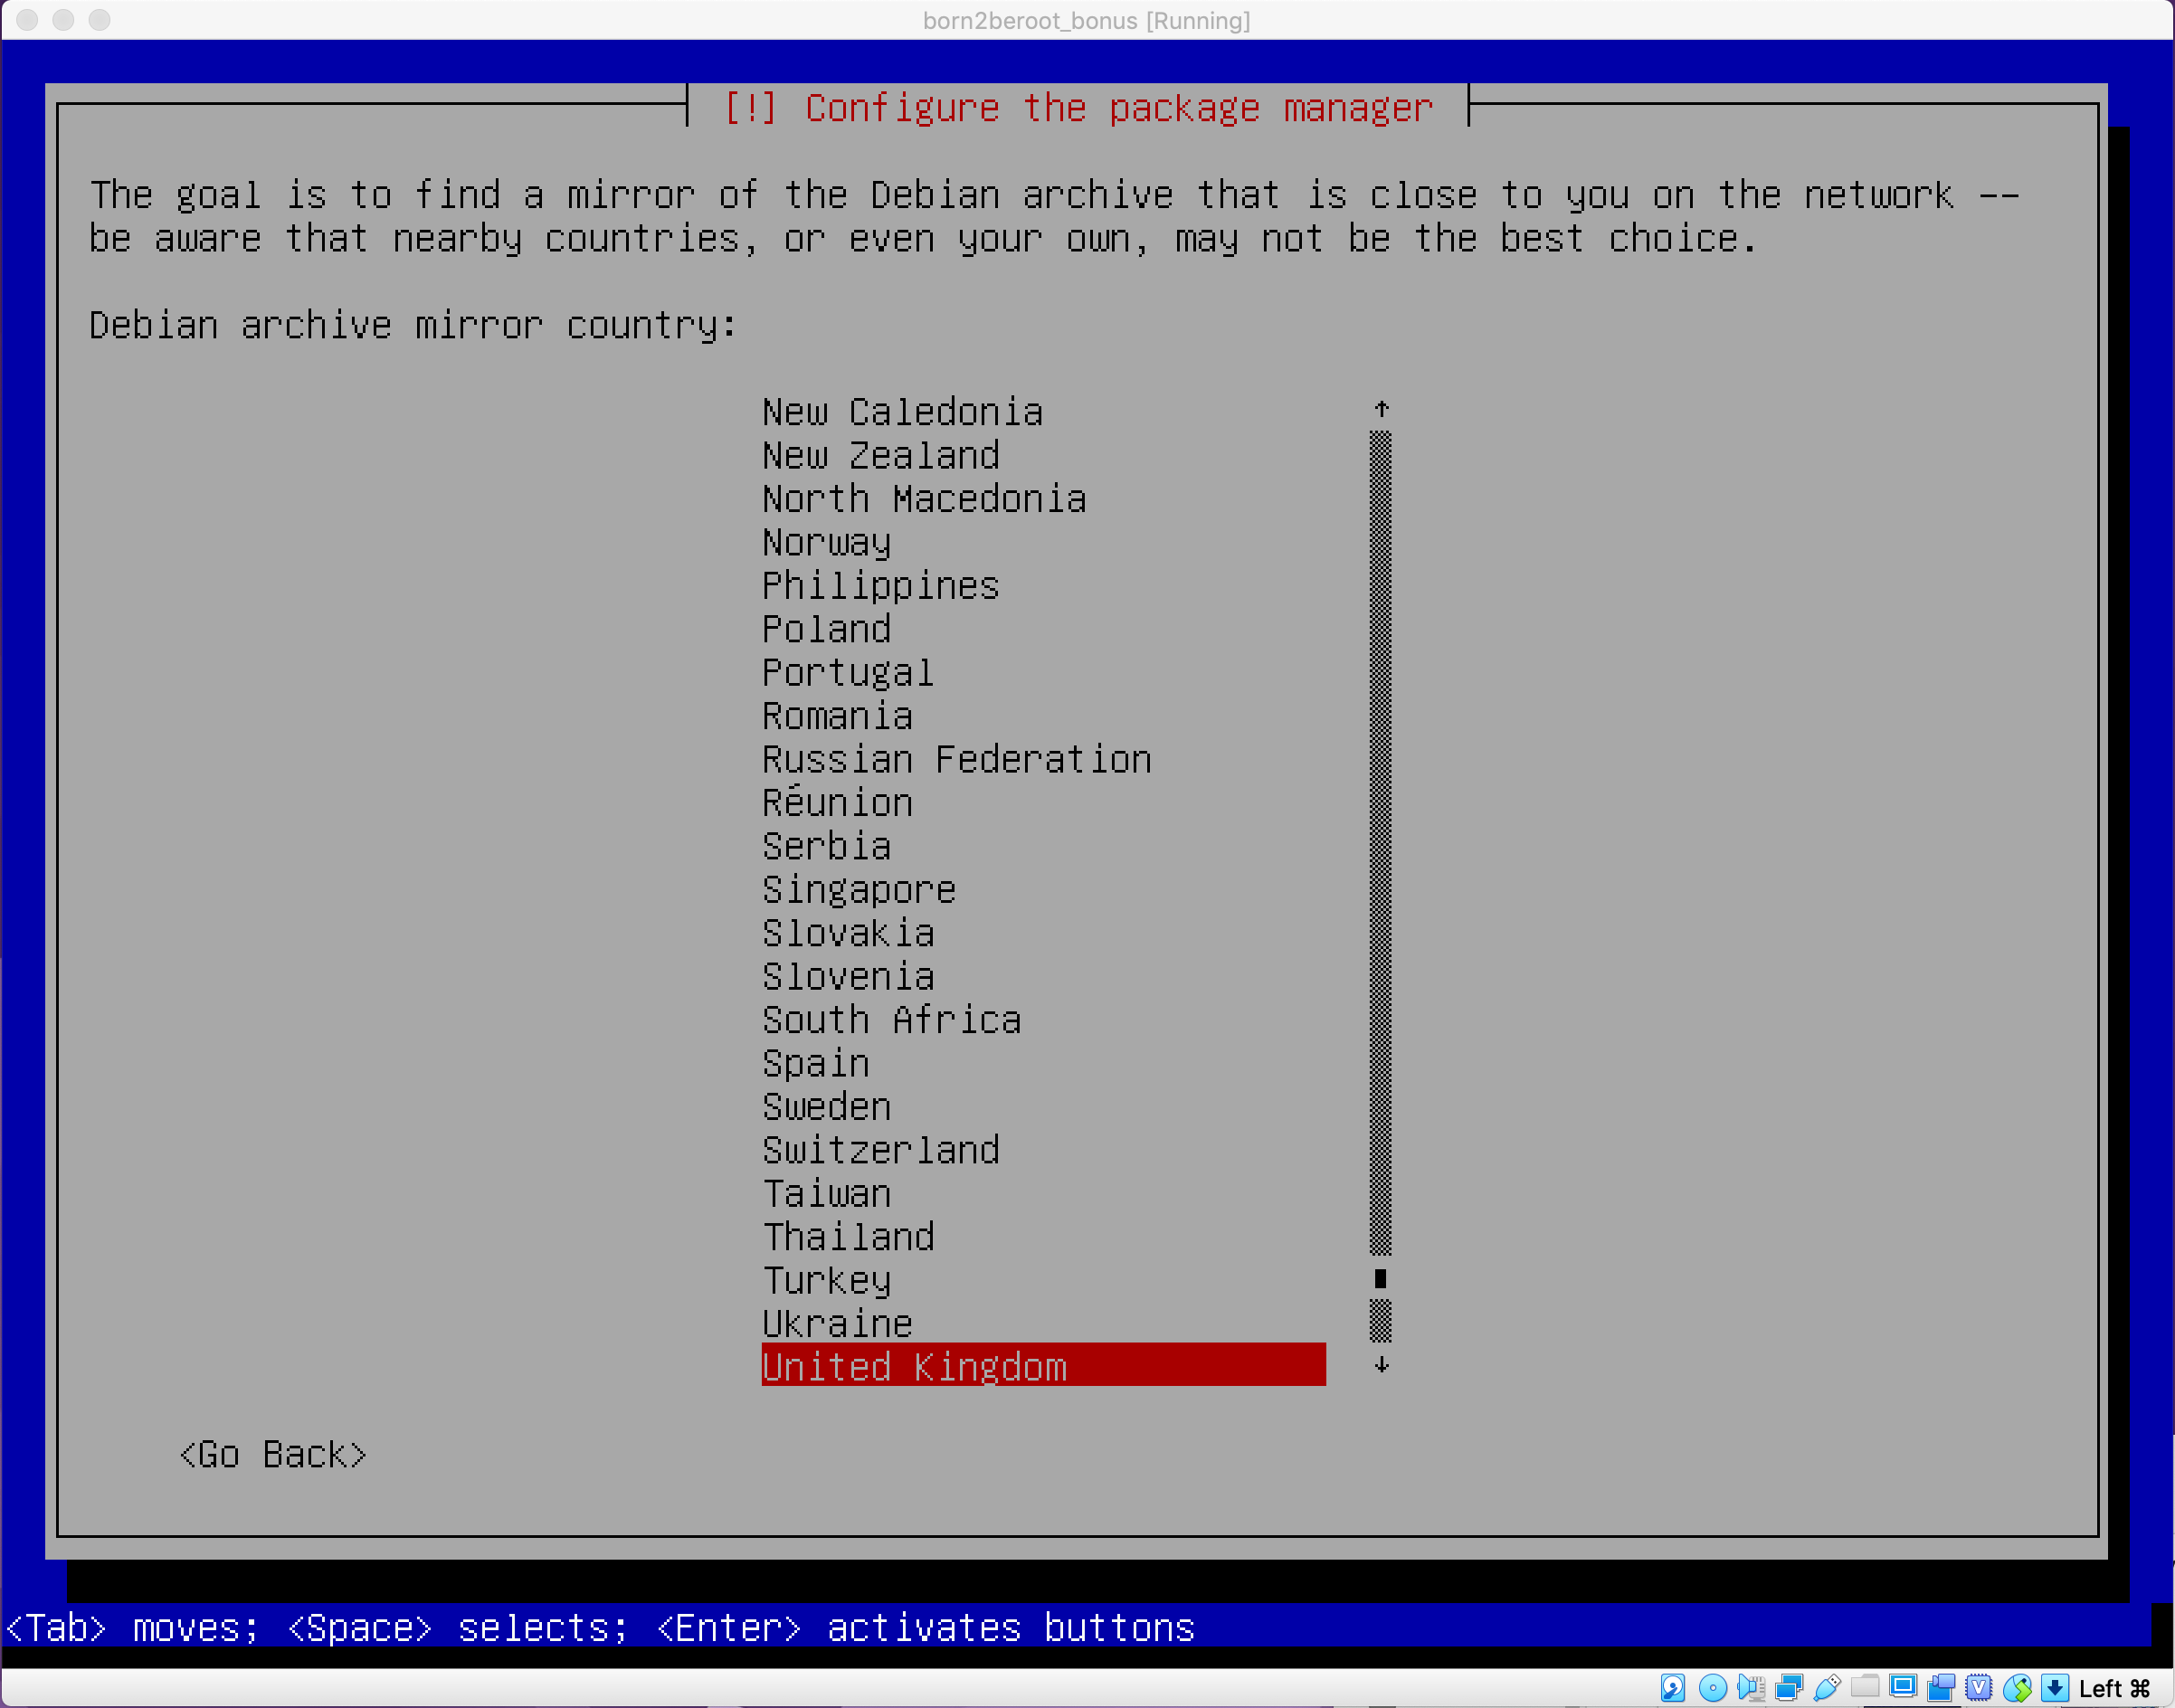 born2beroot_bonus [Running]
[!] Configure the package manager
The goal is to find a mirror of the Debian archive that is close to you on the network --
be aware that nearby countries, or even your own, may not be the best choice.
Debian archive mirror country:
New Caledonia
New Zealand
North Macedonia
Norway
Philippines
Poland
Portugal
Romania
Russian Federation
Réunion
Serbia
Singapore
Slovakia
Slovenia
South Africa
Spain
Sweden
Switzerland
Taiwan
Thailand
Turkey
Ukraine
United Kingdom
<Go Back>
<Tab> moves; <Space> selects; <Enter> activates buttons
Left ⌘